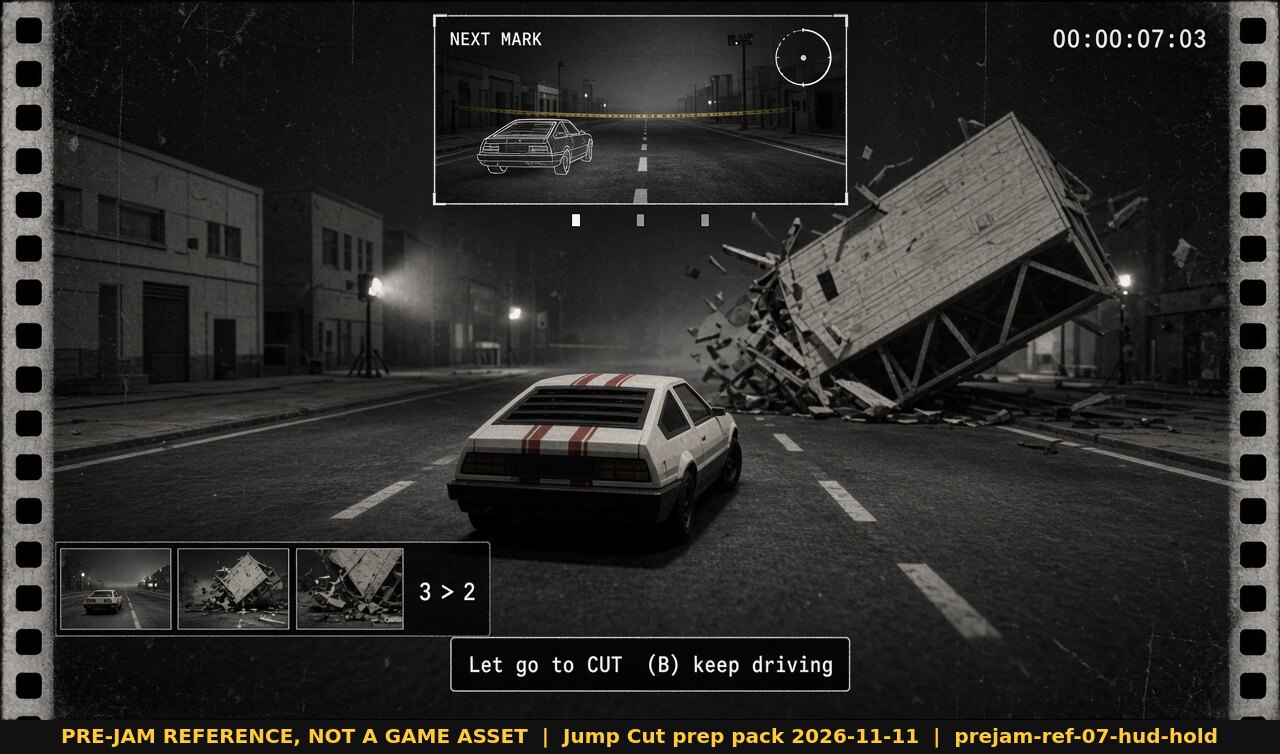 NEXT MARK
00:00:07:03
3 > 2
Let go to CUT (B) keep driving
PRE-JAM REFERENCE, NOT A GAME ASSET | Jump Cut prep pack 2026-11-11 | prejam-ref-07-hud-hold